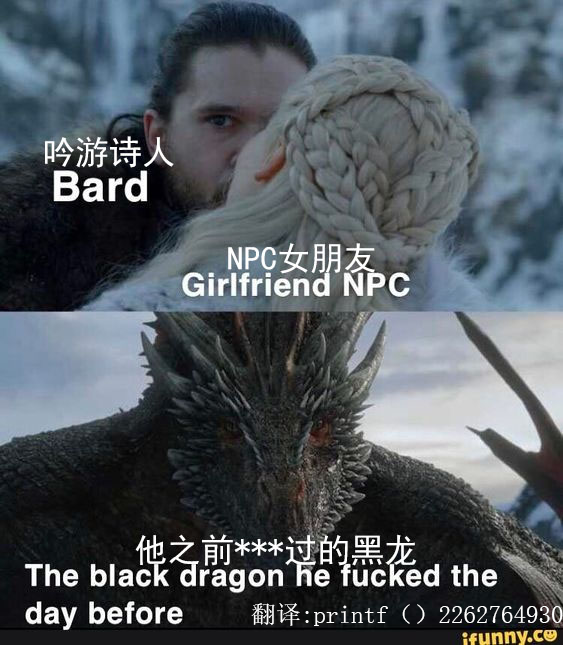 吟游诗人
Bard
NPC女朋友
Girlfriend NPC
他之前***过的黑龙
The black dragon he fucked the
day before
翻译:printf（）2262764930
ifunny.co